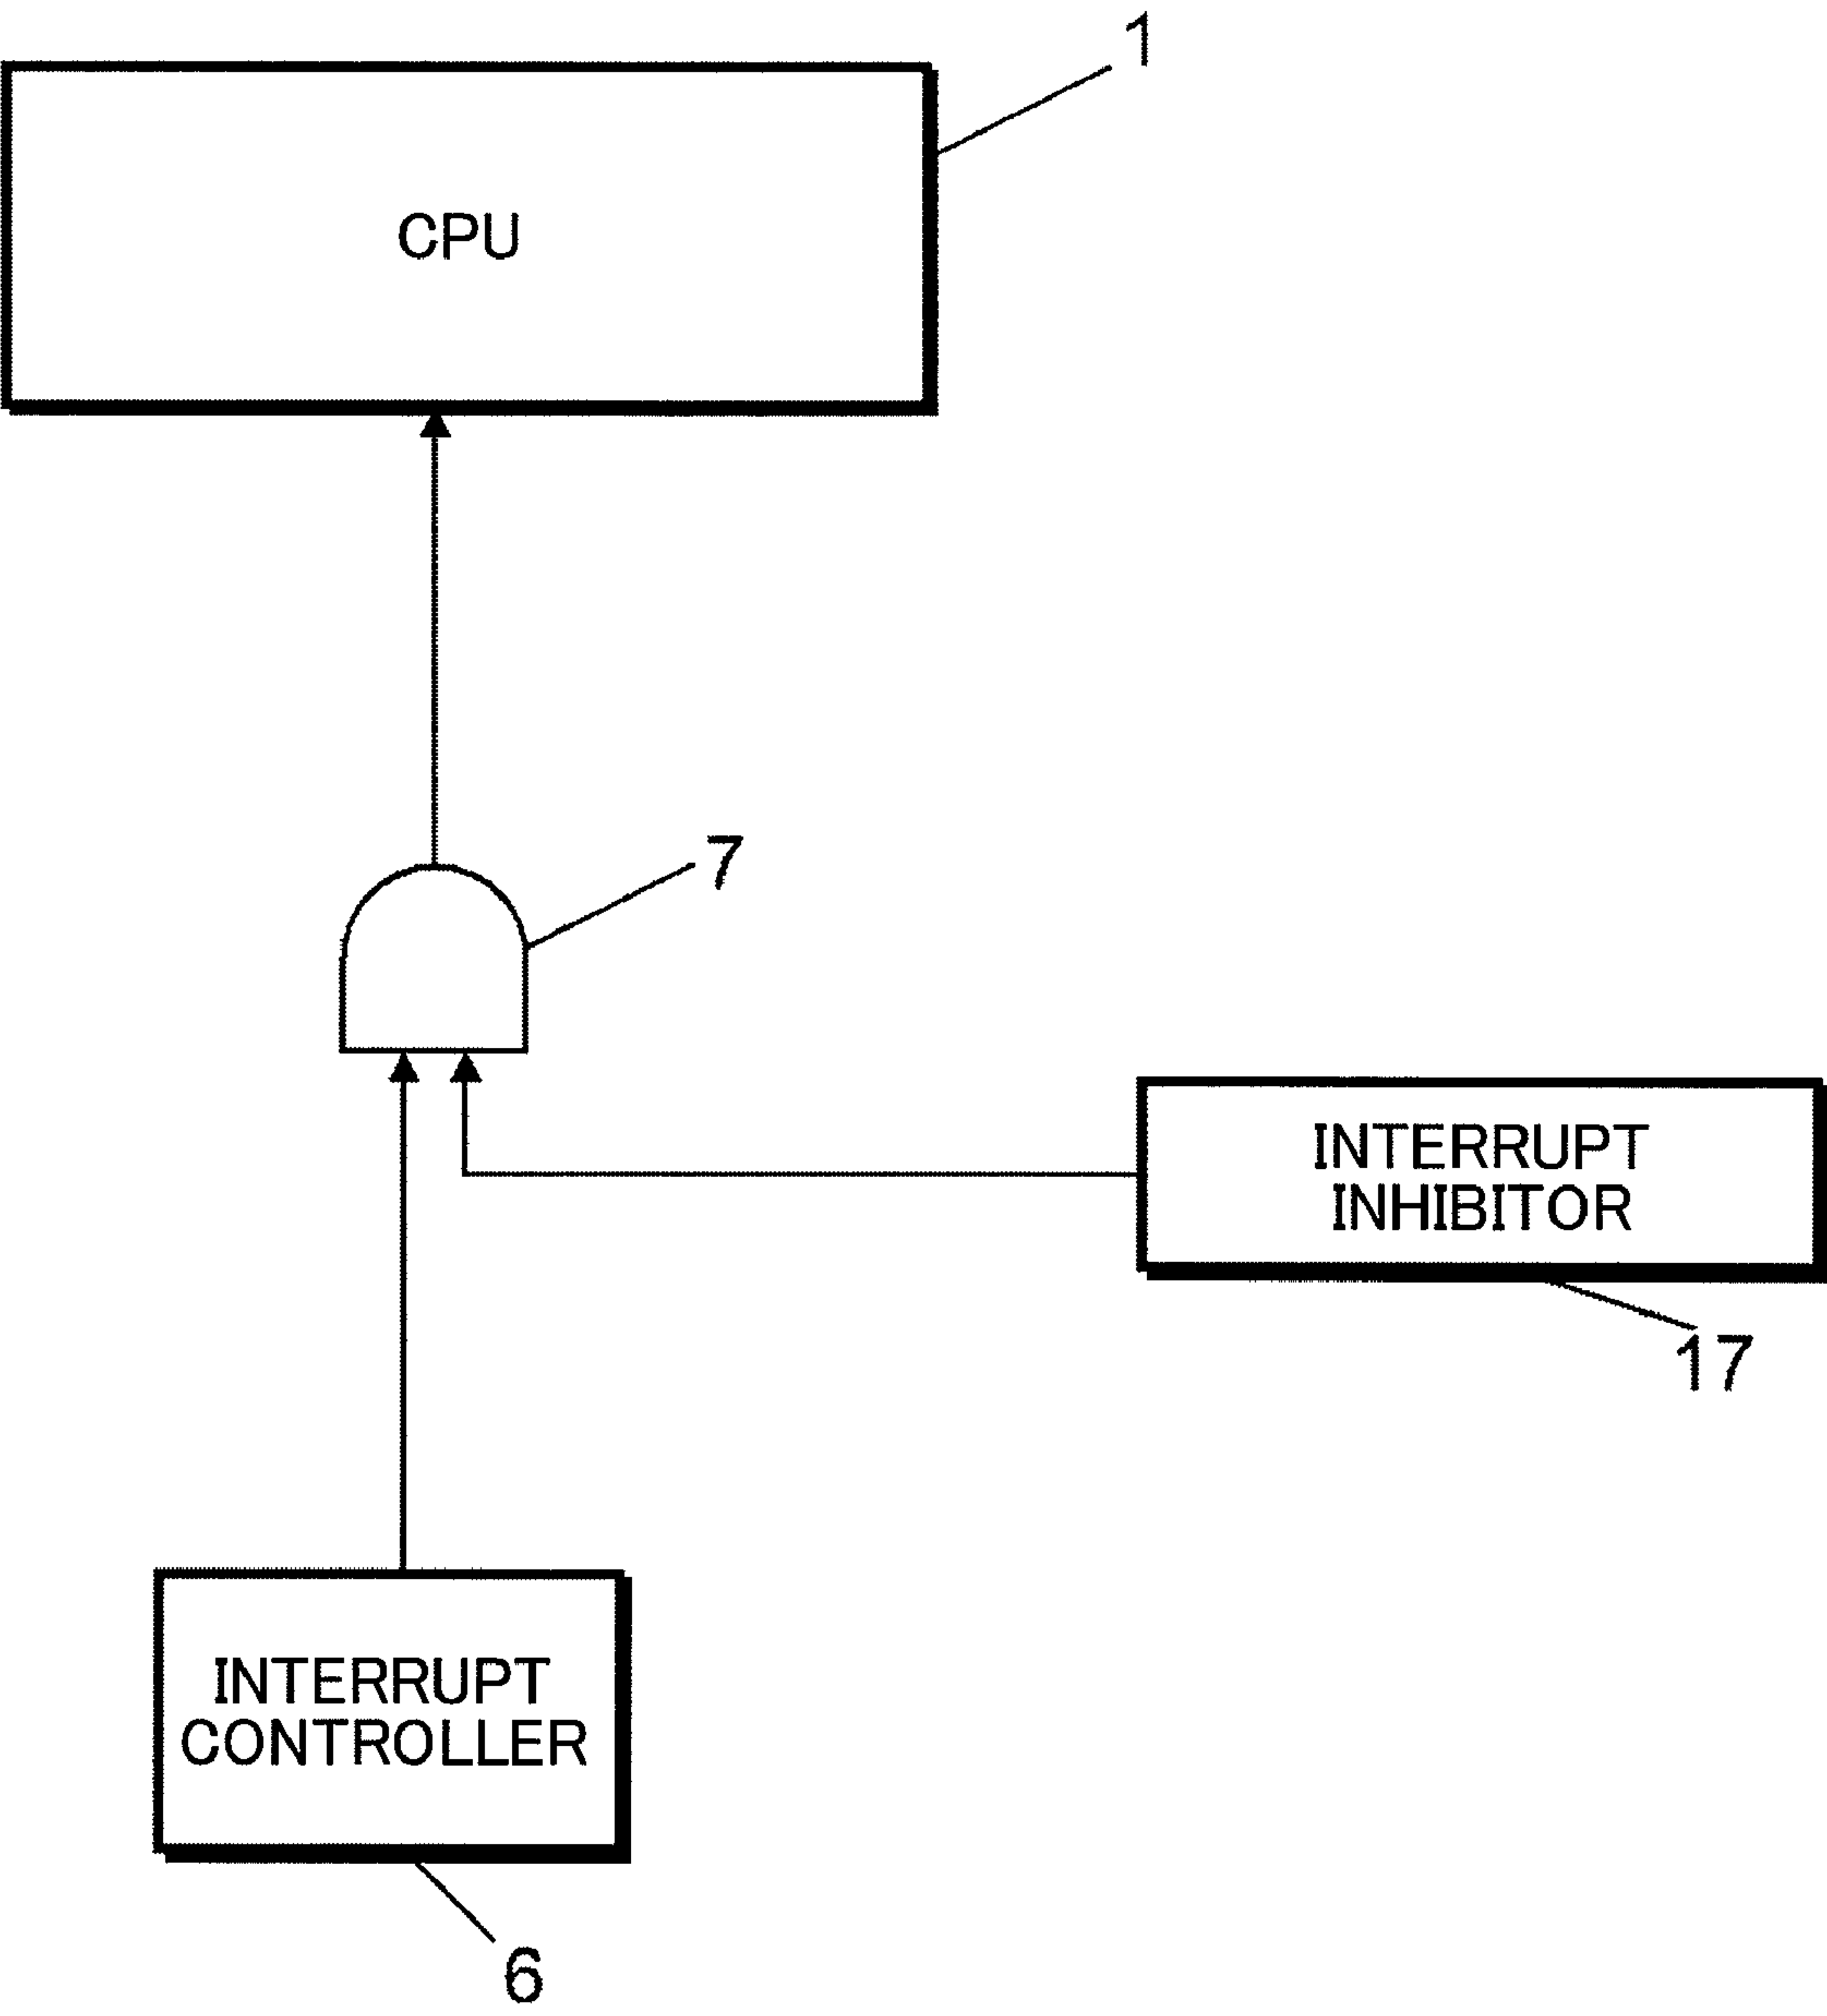 1
CPU
7
INTERRUPT
INHIBITOR
17
INTERRUPT
CONTROLLER
6